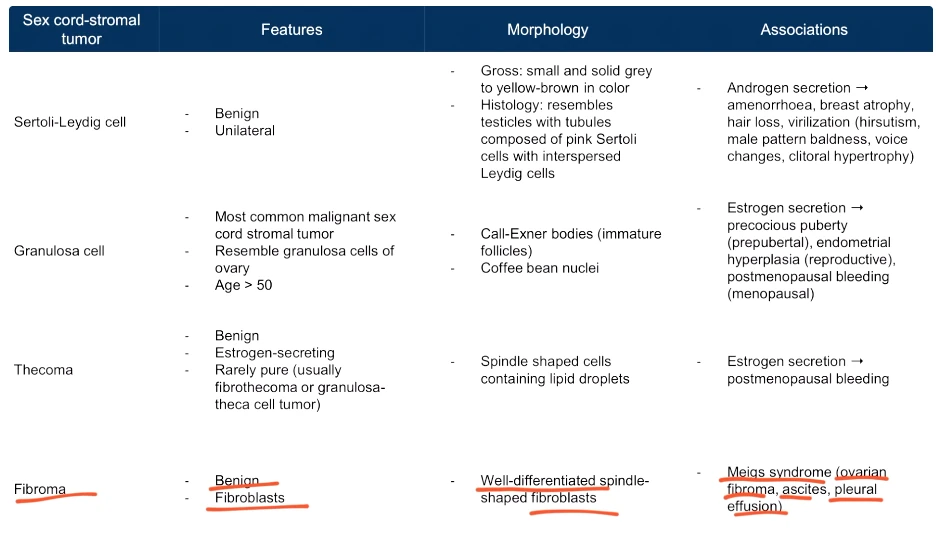 Sex cord-stromal
tumor
Features
Morphology
Associations
Sertoli-Leydig cell
- Benign
- Unilateral
- Gross: small and solid grey
to yellow-brown in color
- Histology: resembles
testicles with tubules
composed of pink Sertoli
cells with interspersed
Leydig cells
- Androgen secretion →
amenorrhoea, breast atrophy,
hair loss, virilization (hirsutism,
male pattern baldness, voice
changes, clitoral hypertrophy)
Granulosa cell
- Most common malignant sex
cord stromal tumor
- Resemble granulosa cells of
ovary
- Age > 50
- Call-Exner bodies (immature
follicles)
- Coffee bean nuclei
- Estrogen secretion →
precocious puberty
(prepubertal), endometrial
hyperplasia (reproductive),
postmenopausal bleeding
(menopausal)
Thecoma
- Benign
- Estrogen-secreting
- Rarely pure (usually
fibrothecoma or granulosa-
theca cell tumor)
- Spindle shaped cells
containing lipid droplets
- Estrogen secretion →
postmenopausal bleeding
Fibroma
- Benign
- Fibroblasts
- Well-differentiated spindle-
shaped fibroblasts
- Meigs syndrome (ovarian
fibroma, ascites, pleural
effusion)